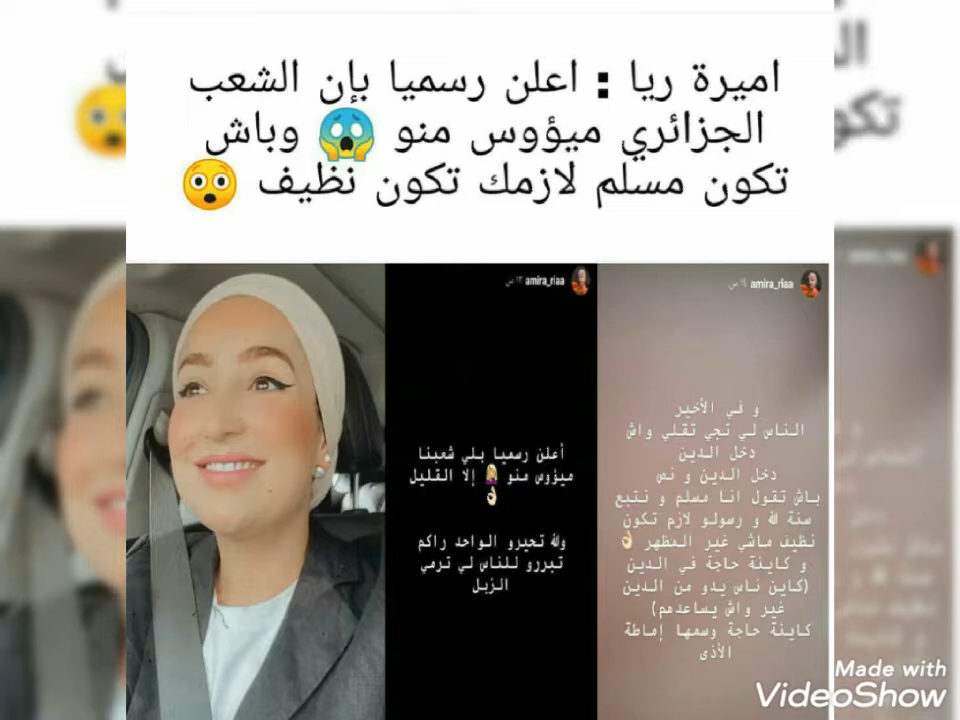 اميرة ريا : اعلن رسميا بإن الشعب
الجزائري ميؤوس منو 😱 وباش
تكون مسلم لازمك تكون نظيف 😲
amira_riaa ١٣ س
أعلن رسميا بلي شعبنا
ميؤوس منو 🤦🏼‍♀️ إلا القليل
👌🏼
والله تحيرو الواحد راكم
تبررو للناس لي ترمي
الزبل
amira_riaa ١٩ س
و في الأخير
الناس لي تجي تقلي واش
دخل الدين
دخل الدين و نص
باش تقول انا مسلم و نتبع
سنة الله و رسولو لازم تكون
نظيف ماشي غير المظهر 👌🏼
و كاينة حاجة في الدين
(كاين ناس يدو من الدين
غير واش يساعدهم)
كاينة حاجة وسمها إماطة
الأذى
Made with
VideoShow